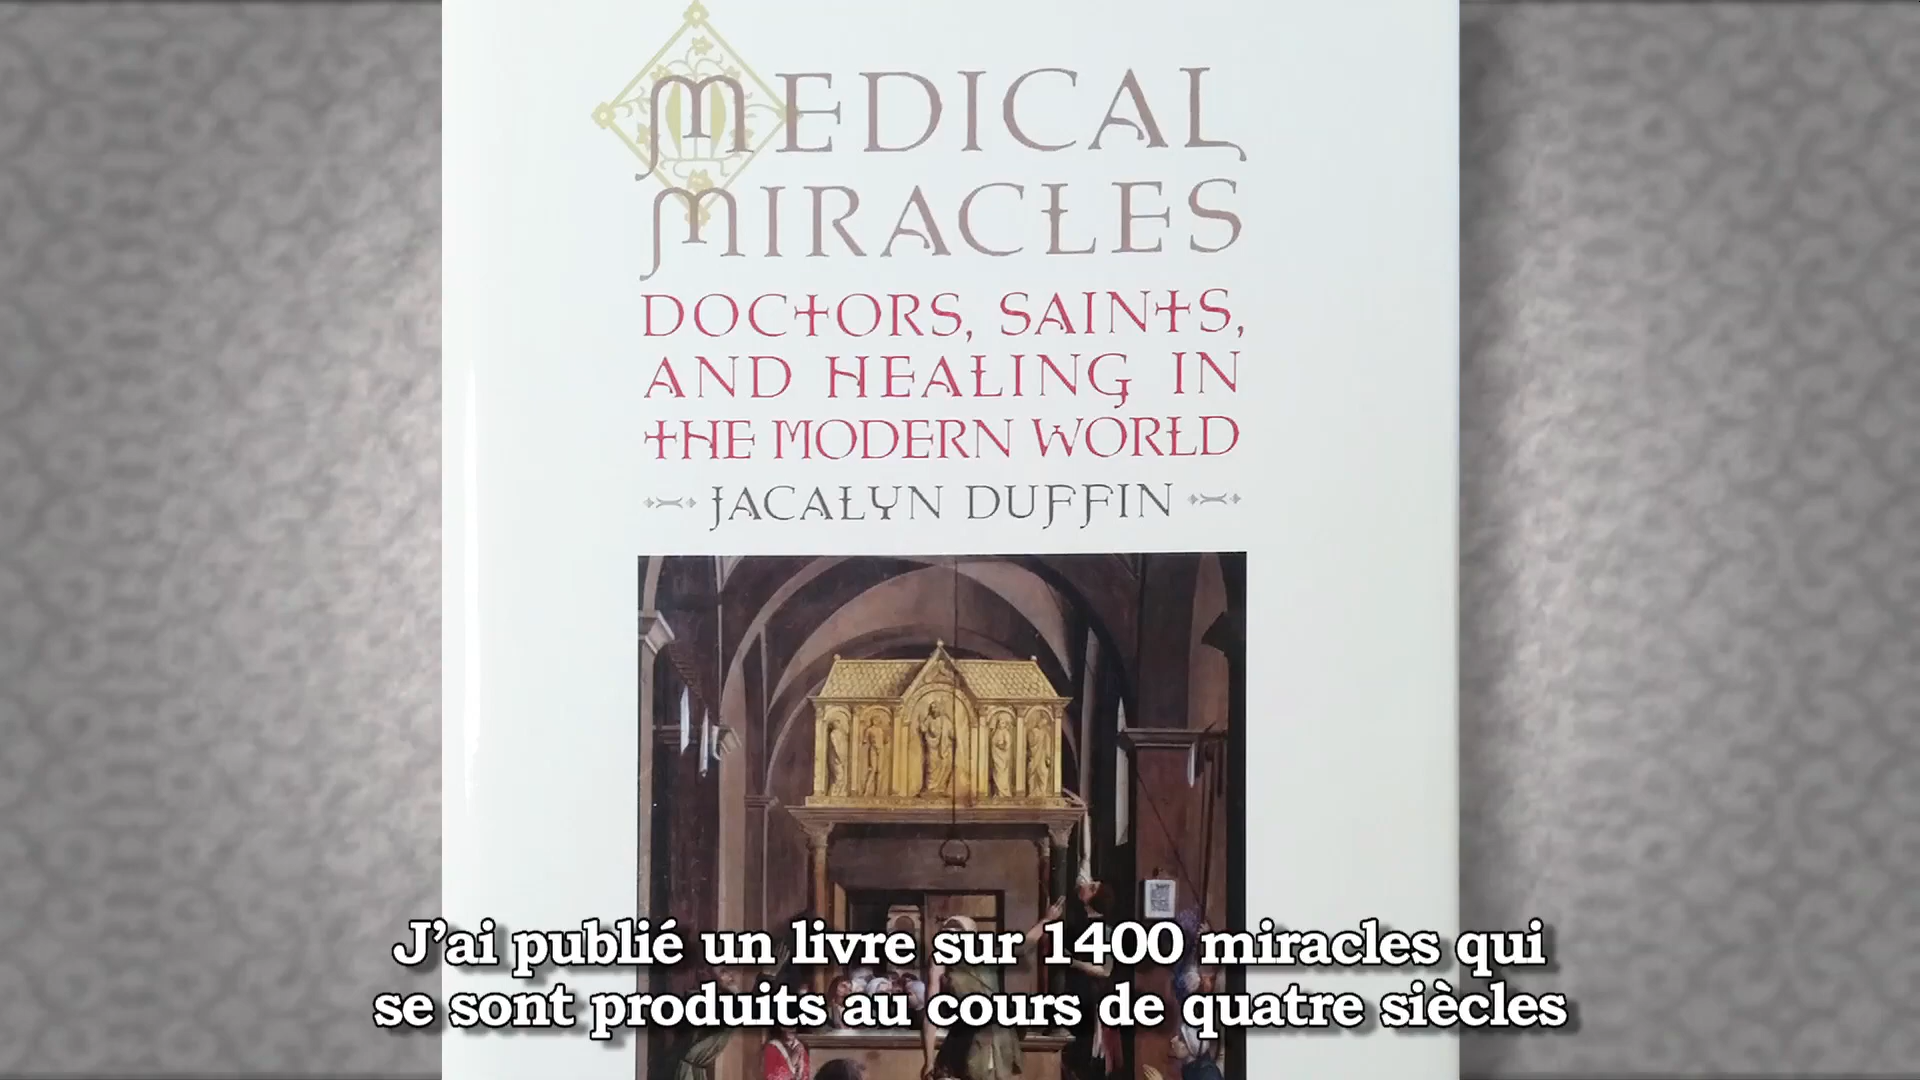 MEDICAL
MIRACLES
DOCTORS, SAINTS,
AND HEALING IN
THE MODERN WORLD
JACALYN DUFFIN
J’ai publié un livre sur 1400 miracles qui
se sont produits au cours de quatre siècles